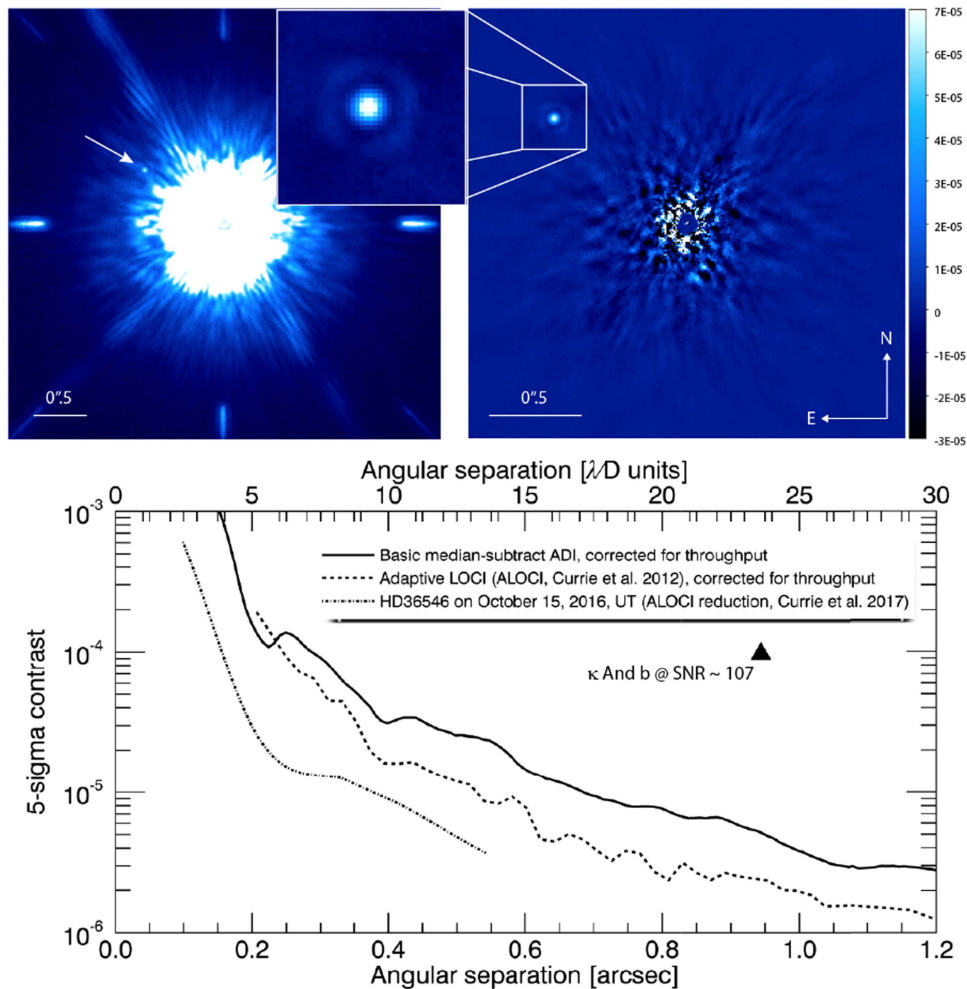 7E-05
6E-05
5E-05
4E-05
3E-05
2E-05
1E-05
0
-1E-05
-2E-05
-3E-05
0".5
0".5
N
E
Angular separation [λ/D units]
0 5 10 15 20 25 30
10-3
10-4
10-5
10-6
5-sigma contrast
Basic median-subtract ADI, corrected for throughput
Adaptive LOCI (ALOCI, Currie et al. 2012), corrected for throughput
HD36546 on October 15, 2016, UT (ALOCI reduction, Currie et al. 2017)
κ And b @ SNR ~ 107
0.0 0.2 0.4 0.6 0.8 1.0 1.2
Angular separation [arcsec]